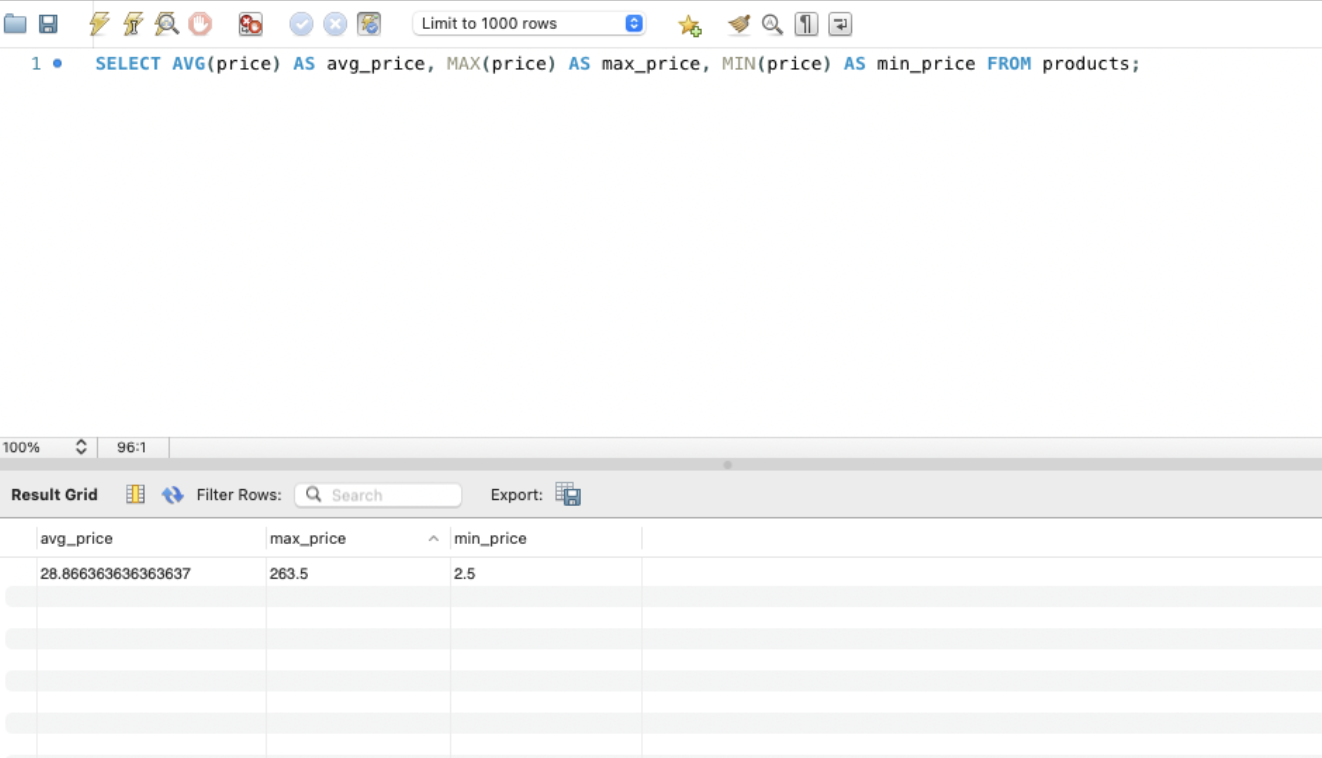 Limit to 1000 rows
1 SELECT AVG(price) AS avg_price, MAX(price) AS max_price, MIN(price) AS min_price FROM products;
100% 96:1
Result Grid Filter Rows: Search Export:
avg_price max_price min_price
28.866363636363637 263.5 2.5